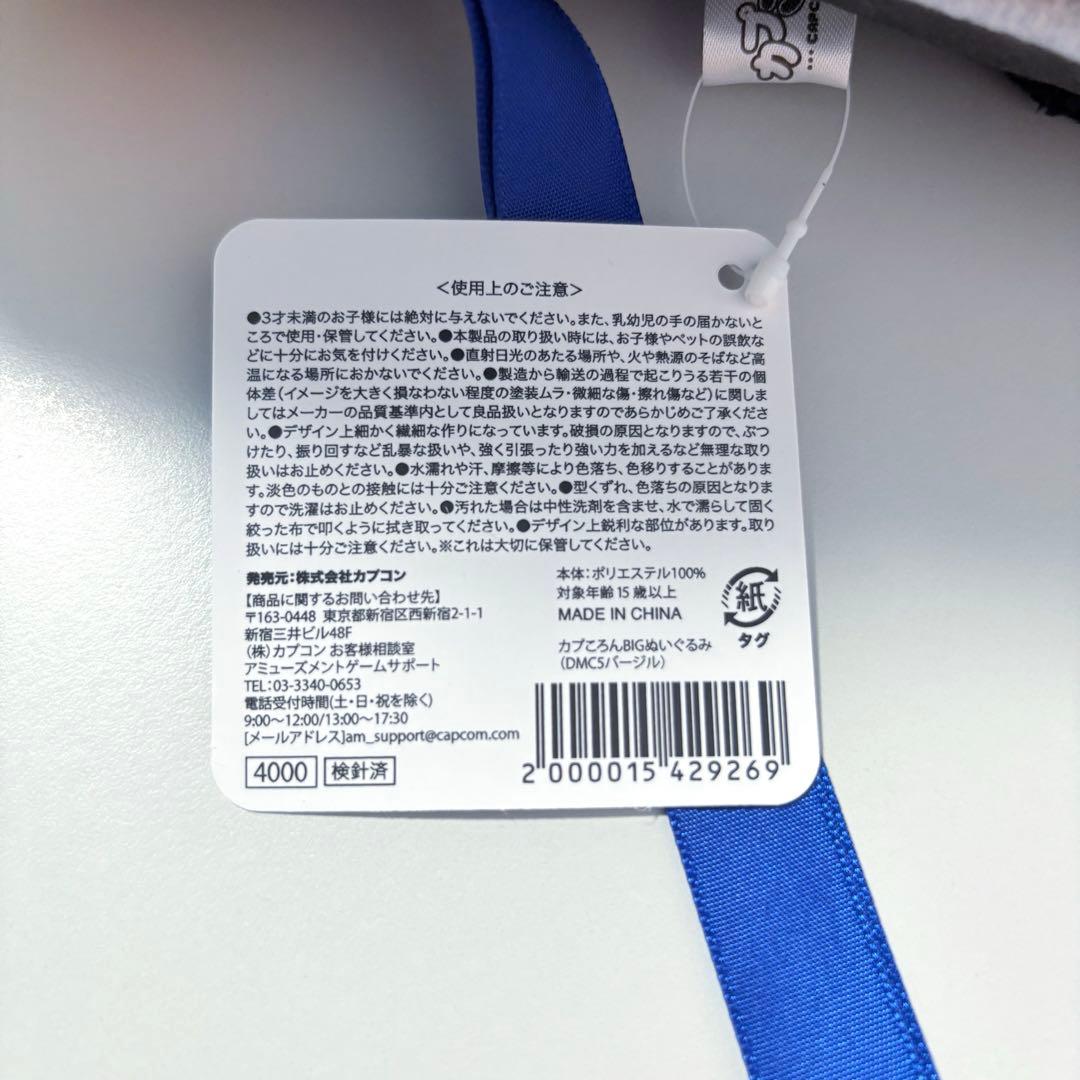 カプ
CAPC
＜使用上のご注意＞
●3才未満のお子様には絶対に与えないでください。また、乳幼児の手の届かないと
ころで使用・保管してください。●本製品の取り扱い時には、お子様やペットの誤飲な
どに十分にお気を付けください。●直射日光のあたる場所や、火や熱源のそばなど高
温になる場所におかないでください。●製造から輸送の過程で起こりうる若干の個
体差(イメージを大きく損なわない程度の塗装ムラ・微細な傷・擦れ傷など)に関しま
してはメーカーの品質基準内として良品扱いとなりますのであらかじめご了承くださ
い。●デザイン上細かく繊細な作りになっています。破損の原因となりますので、ぶつ
けたり、振り回すなど乱暴な扱いや、強く引張ったり強い力を加えるなど無理な取り
扱いはお止めください。●水濡れや汗、摩擦等により色落ち、色移りすることがありま
す。淡色のものとの接触には十分ご注意ください。●型くずれ、色落ちの原因となりま
すので洗濯はお止めください。●汚れた場合は中性洗剤を含ませ、水で濡らして固く
絞った布で叩くように拭き取ってください。●デザイン上鋭利な部位があります。取り
扱いには十分ご注意ください。※これは大切に保管してください。
発売元：株式会社カプコン
【商品に関するお問い合わせ先】
〒163-0448 東京都新宿区西新宿2-1-1
新宿三井ビル48F
（株）カプコン お客様相談室
アミューズメントゲームサポート
TEL：03-3340-0653
電話受付時間(土・日・祝を除く)
9:00〜12:00/13:00〜17:30
[メールアドレス]am_support@capcom.com
4000 検針済
本体：ポリエステル100%
対象年齢15歳以上
MADE IN CHINA
紙
タグ
カプころんBIGぬいぐるみ
（DMC5バージル）
2 000015 429269